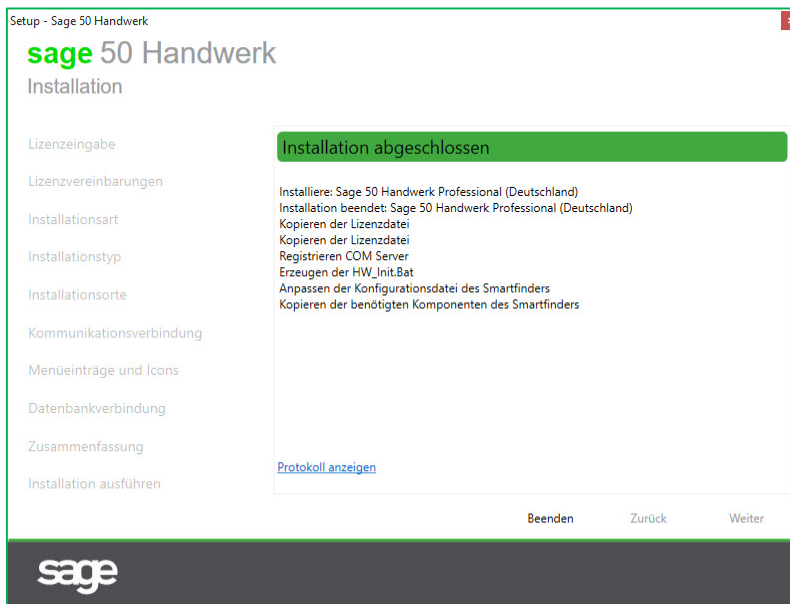 Setup - Sage 50 Handwerk
sage 50 Handwerk
Installation
Lizenzeingabe
Lizenzvereinbarungen
Installationsart
Installationstyp
Installationsorte
Kommunikationsverbindung
Menüeinträge und Icons
Datenbankverbindung
Zusammenfassung
Installation ausführen
Installation abgeschlossen
Installiere: Sage 50 Handwerk Professional (Deutschland)
Installation beendet: Sage 50 Handwerk Professional (Deutschland)
Kopieren der Lizenzdatei
Kopieren der Lizenzdatei
Registrieren COM Server
Erzeugen der HW_Init.Bat
Anpassen der Konfigurationsdatei des Smartfinders
Kopieren der benötigten Komponenten des Smartfinders
Protokoll anzeigen
Beenden Zurück Weiter
sage